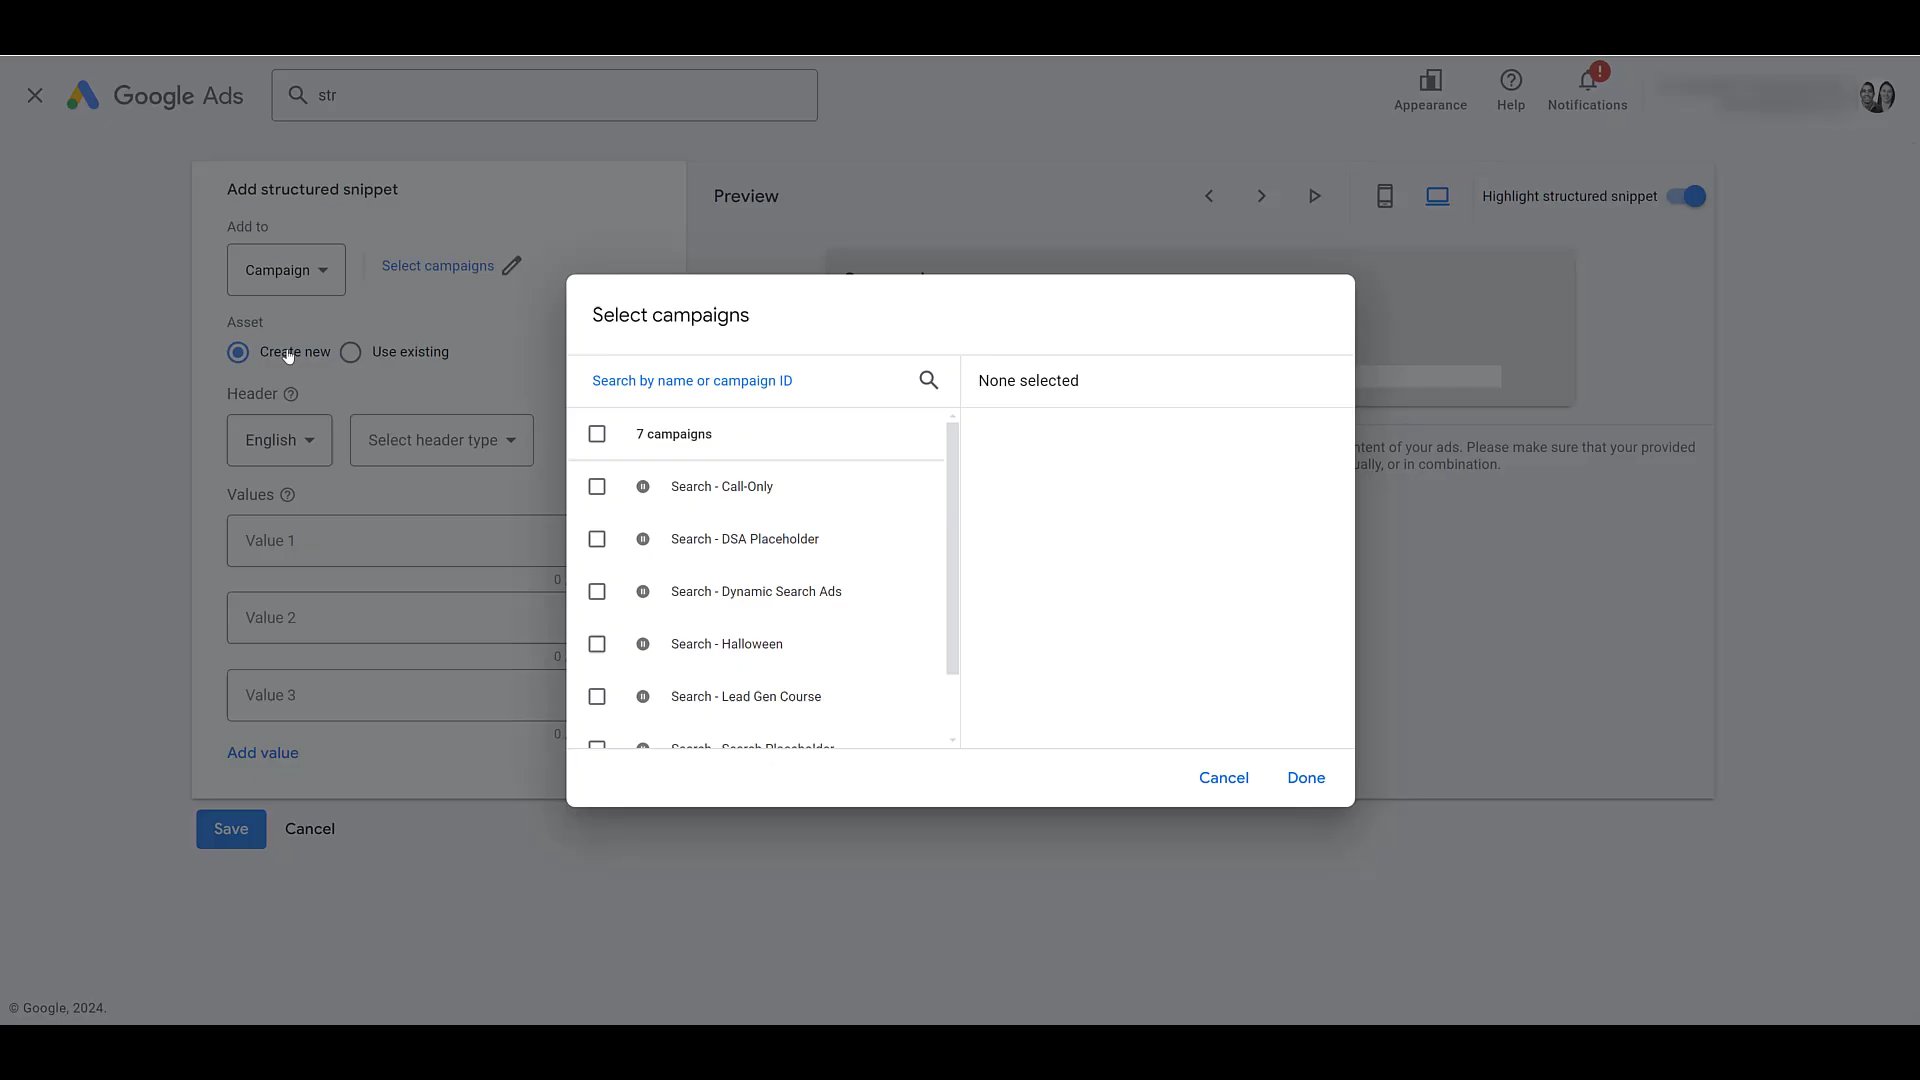 Google Ads
str
Appearance
Help
Notifications
Add structured snippet
Add to
Campaign
Select campaigns
Asset
Create new
Use existing
Header
English
Select header type
Values
Value 1
0
Value 2
0
Value 3
0
Add value
Save
Cancel
Preview
Highlight structured snippet
ntent of your ads. Please make sure that your provided
ually, or in combination.
Select campaigns
Search by name or campaign ID
None selected
7 campaigns
Search - Call-Only
Search - DSA Placeholder
Search - Dynamic Search Ads
Search - Halloween
Search - Lead Gen Course
Search - Search Placeholder
Cancel
Done
© Google, 2024.